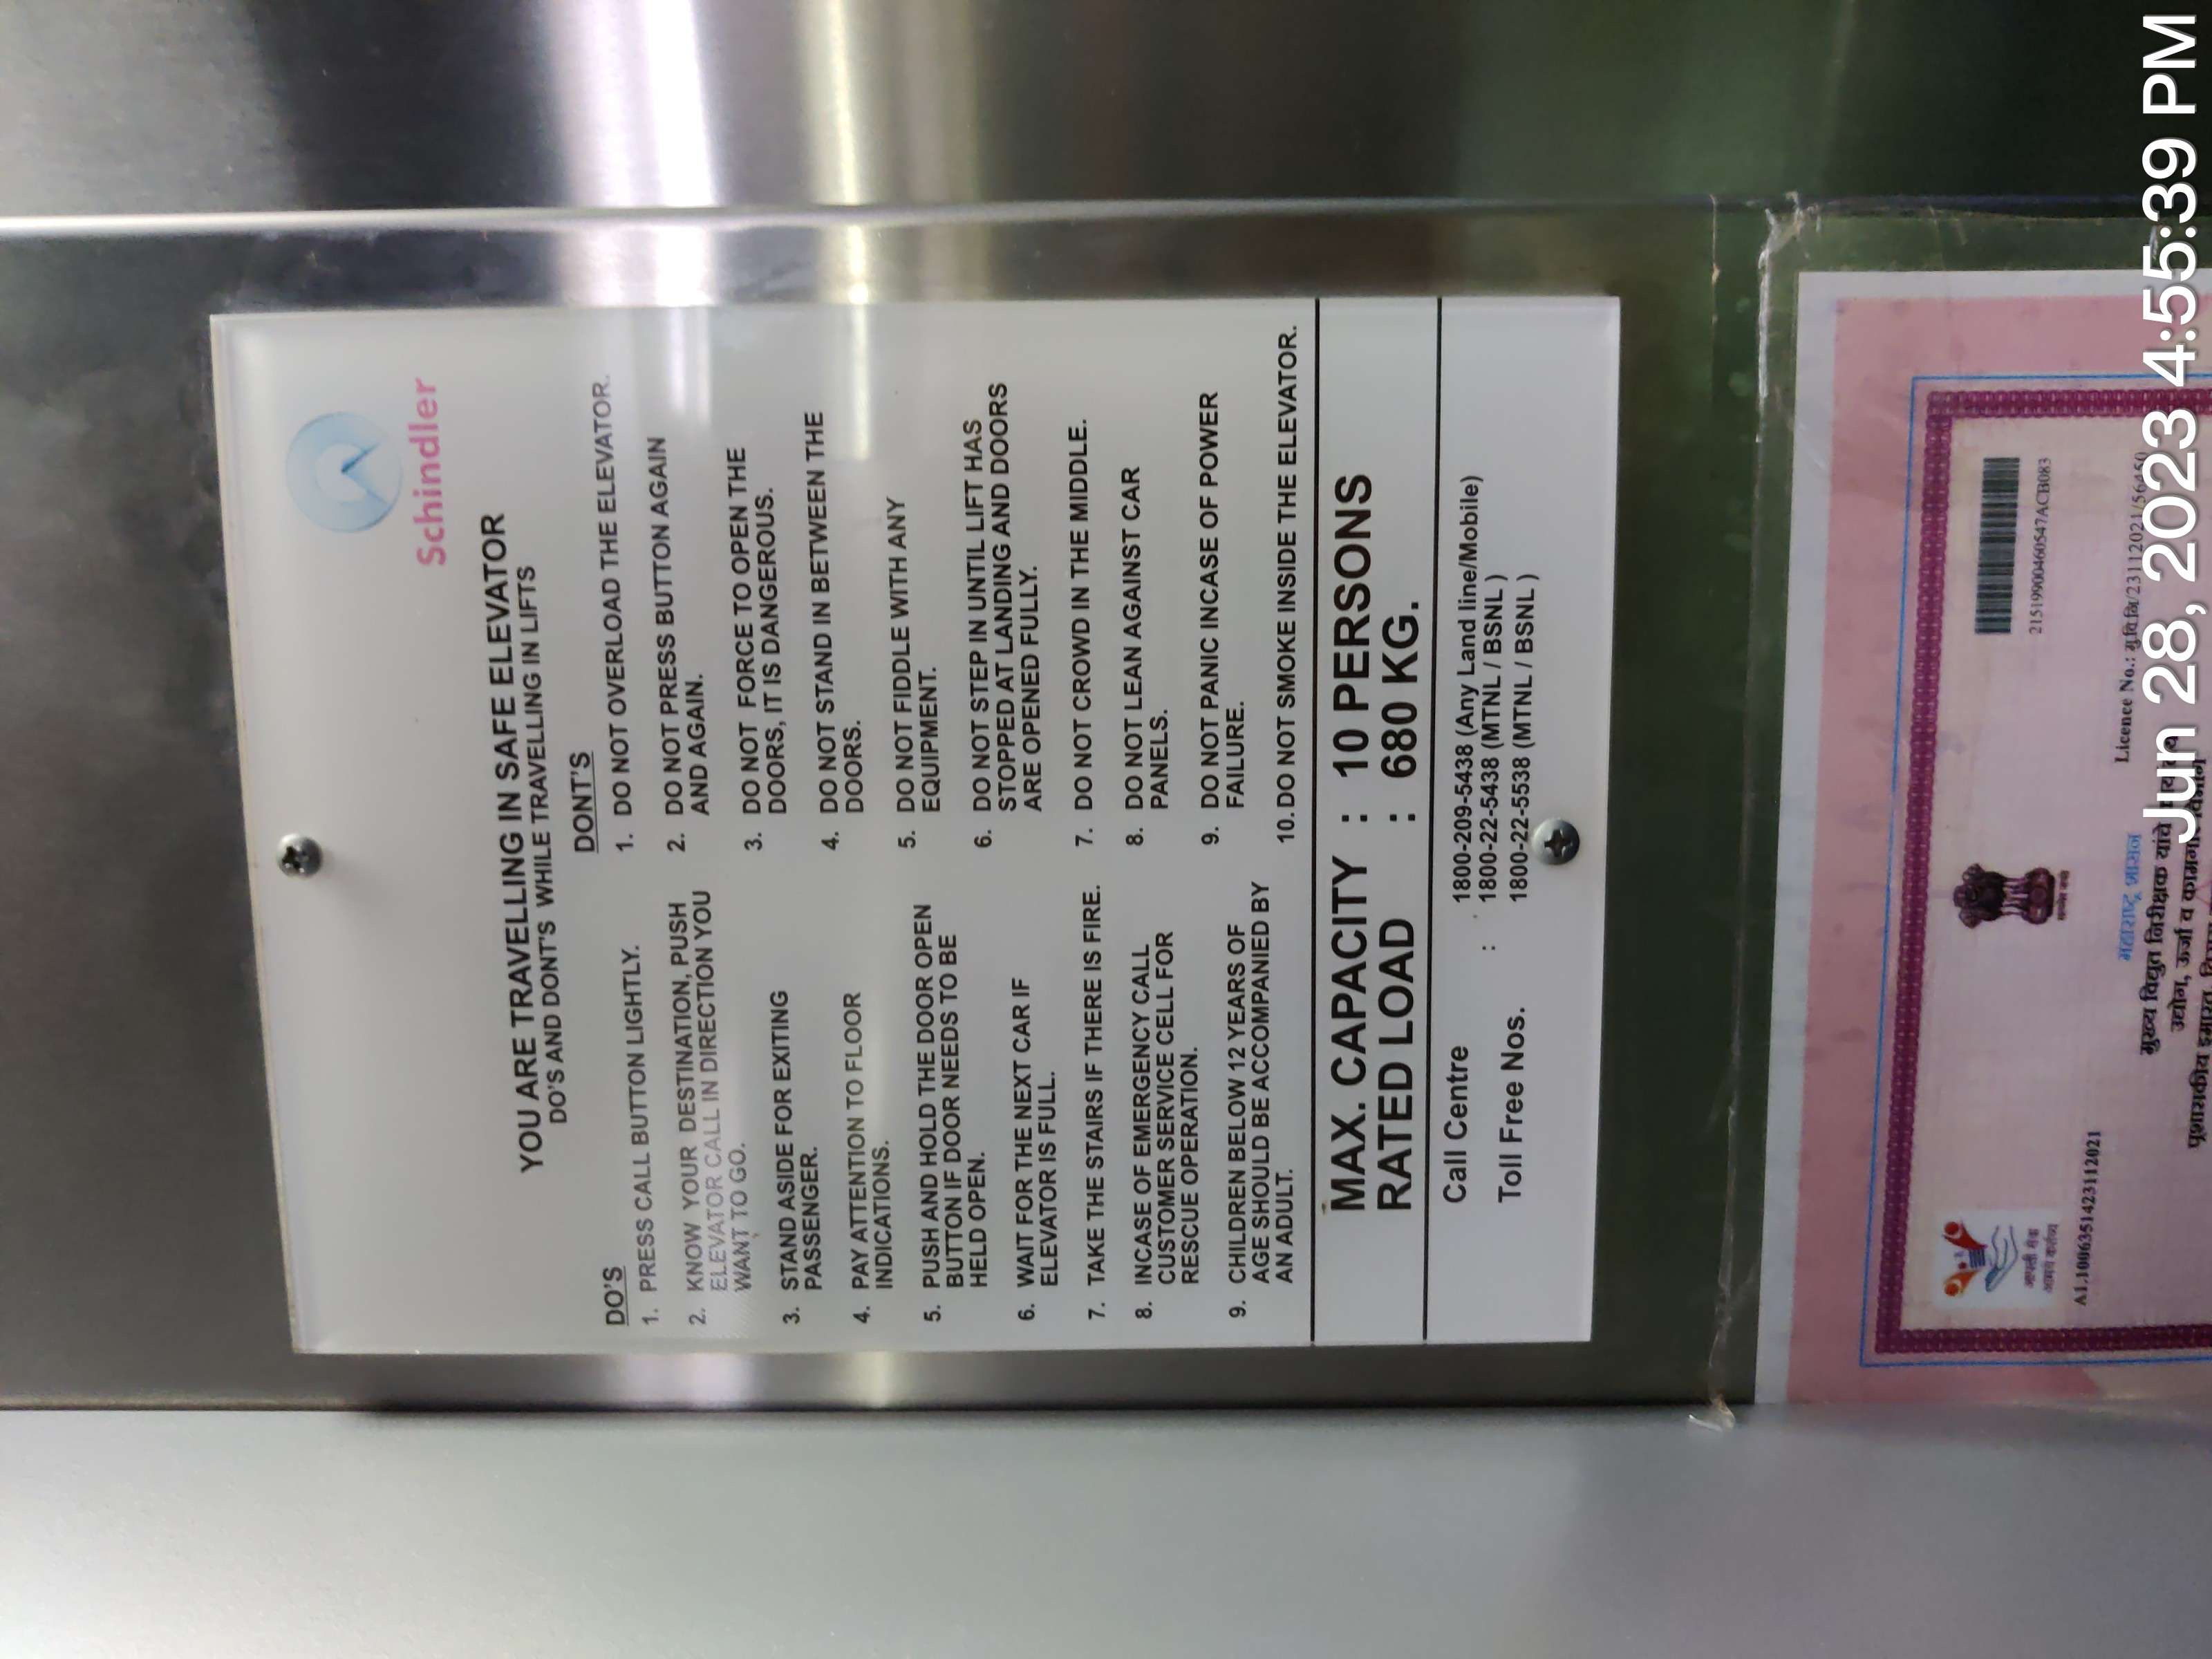 Schindler
YOU ARE TRAVELLING IN SAFE ELEVATOR
DO'S AND DONT'S WHILE TRAVELLING IN LIFTS
DO'S
1. PRESS CALL BUTTON LIGHTLY.
2. KNOW YOUR DESTINATION, PUSH
ELEVATOR CALL IN DIRECTION YOU
WANT TO GO.
3. STAND ASIDE FOR EXITING
PASSENGER.
4. PAY ATTENTION TO FLOOR
INDICATIONS.
5. PUSH AND HOLD THE DOOR OPEN
BUTTON IF DOOR NEEDS TO BE
HELD OPEN.
6. WAIT FOR THE NEXT CAR IF
ELEVATOR IS FULL.
7. TAKE THE STAIRS IF THERE IS FIRE.
8. INCASE OF EMERGENCY CALL
CUSTOMER SERVICE CELL FOR
RESCUE OPERATION.
9. CHILDREN BELOW 12 YEARS OF
AGE SHOULD BE ACCOMPANIED BY
AN ADULT.
DONT'S
1. DO NOT OVERLOAD THE ELEVATOR.
2. DO NOT PRESS BUTTON AGAIN
AND AGAIN.
3. DO NOT FORCE TO OPEN THE
DOORS, IT IS DANGEROUS.
4. DO NOT STAND IN BETWEEN THE
DOORS.
5. DO NOT FIDDLE WITH ANY
EQUIPMENT.
6. DO NOT STEP IN UNTIL LIFT HAS
STOPPED AT LANDING AND DOORS
ARE OPENED FULLY.
7. DO NOT CROWD IN THE MIDDLE.
8. DO NOT LEAN AGAINST CAR
PANELS.
9. DO NOT PANIC INCASE OF POWER
FAILURE.
10. DO NOT SMOKE INSIDE THE ELEVATOR.
MAX. CAPACITY : 10 PERSONS
RATED LOAD : 680 KG.
Call Centre : 1800-209-5438 (Any Land line/Mobile)
Toll Free Nos. 1800-22-5438 (MTNL / BSNL )
1800-22-5538 (MTNL / BSNL )
आपली सेवा
आमचे कर्तव्य
2151990046054​7ACB083
A1.10063514231​12021
Licence No.:
महाराष्ट्र शासन
मुख्य विद्युत निरीक्षक यांचे
उद्योग, ऊर्जा व कामगार
Jun 28, 2023 4:55:39 PM